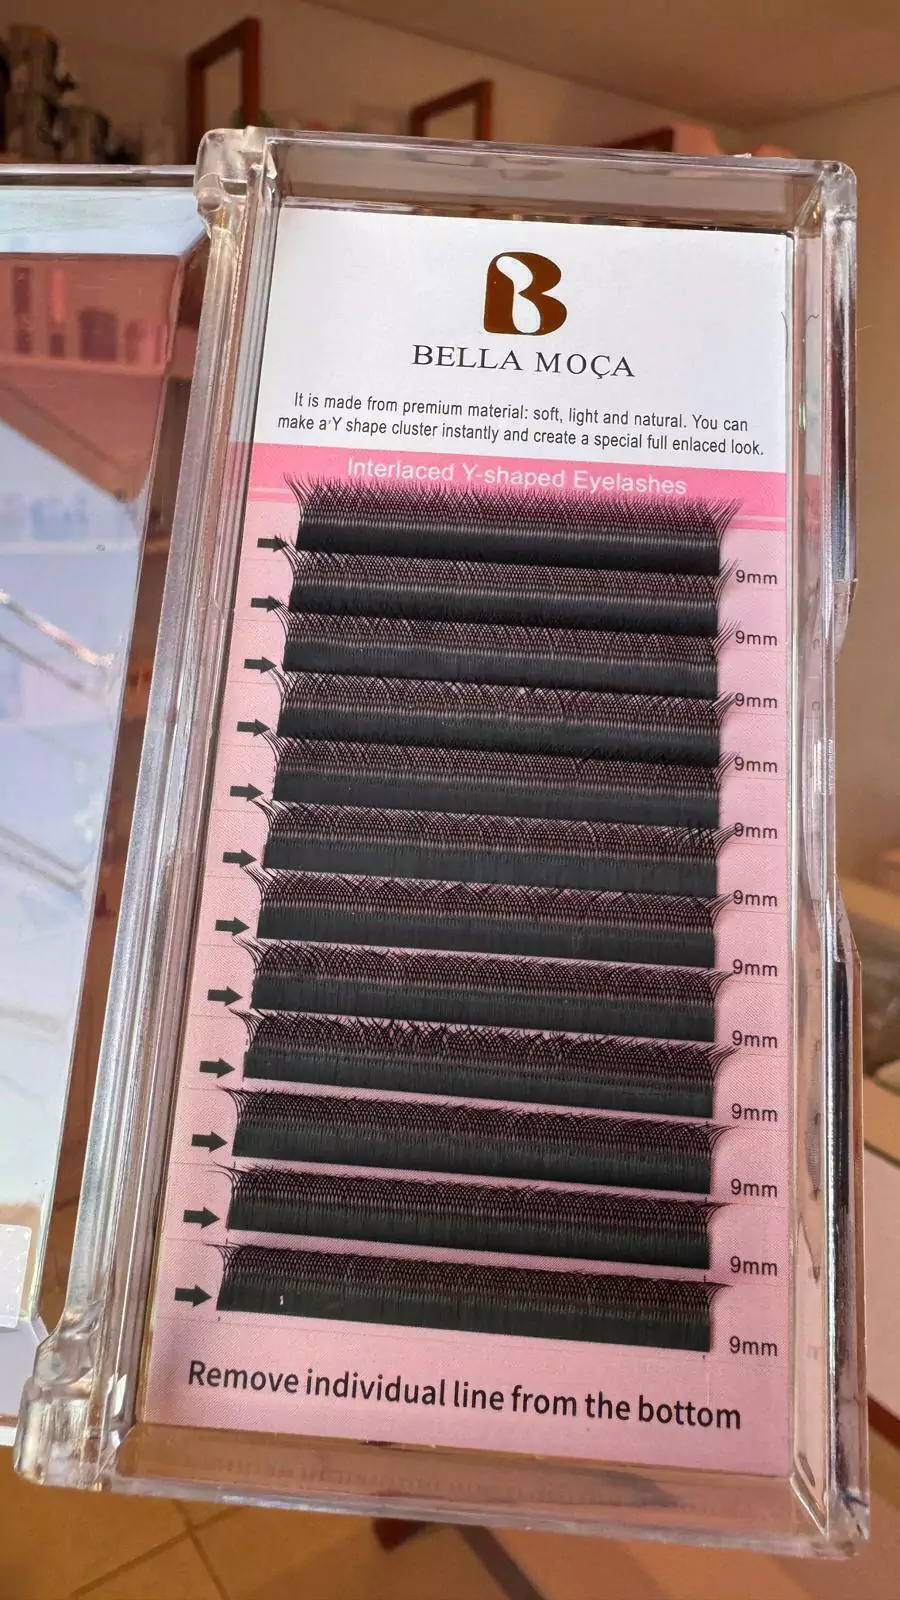 B
BELLA MOÇA
It is made from premium material: soft, light and natural. You can
make a Y shape cluster instantly and create a special full enlaced look.
Interlaced Y-shaped Eyelashes
9mm
9mm
9mm
9mm
9mm
9mm
9mm
9mm
9mm
9mm
9mm
9mm
Remove individual line from the bottom